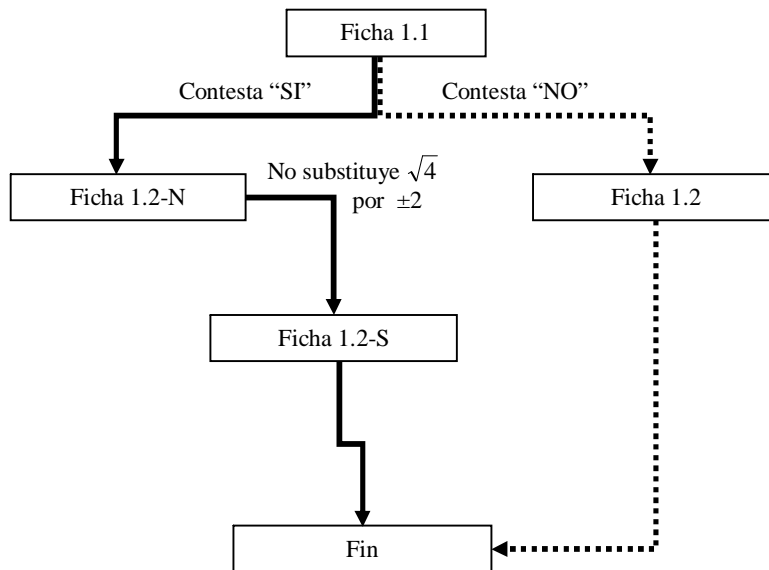 Ficha 1.1
Contesta “SI”
Contesta “NO”
No substituye √4
por ±2
Ficha 1.2-N
Ficha 1.2
Ficha 1.2-S
Fin